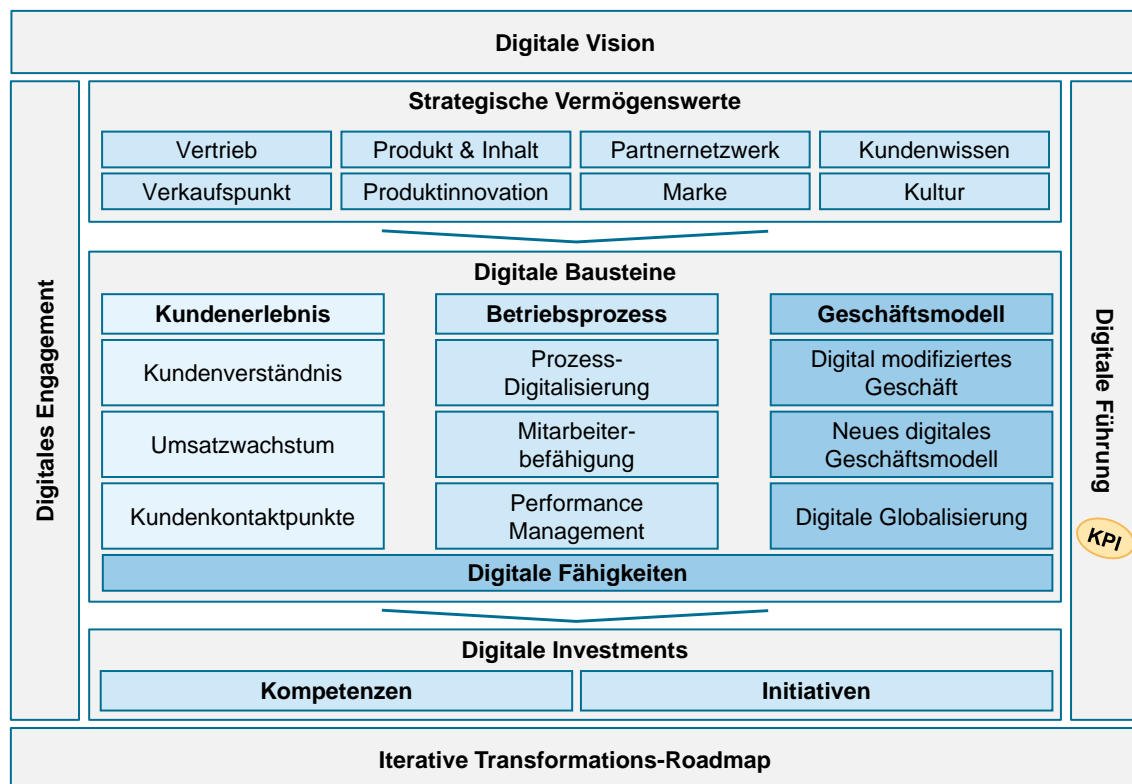 Digitale Vision
Digitales Engagement
Strategische Vermögenswerte
Vertrieb
Produkt & Inhalt
Partnernetzwerk
Kundenwissen
Verkaufspunkt
Produktinnovation
Marke
Kultur
Digitale Bausteine
Kundenerlebnis
Betriebsprozess
Geschäftsmodell
Kundenverständnis
Prozess-
Digitalisierung
Digital modifiziertes
Geschäft
Umsatzwachstum
Mitarbeiter-
befähigung
Neues digitales
Geschäftsmodell
Kundenkontaktpunkte
Performance
Management
Digitale Globalisierung
Digitale Fähigkeiten
Digitale Investments
Kompetenzen
Initiativen
Digitale Führung
KPI
Iterative Transformations-Roadmap